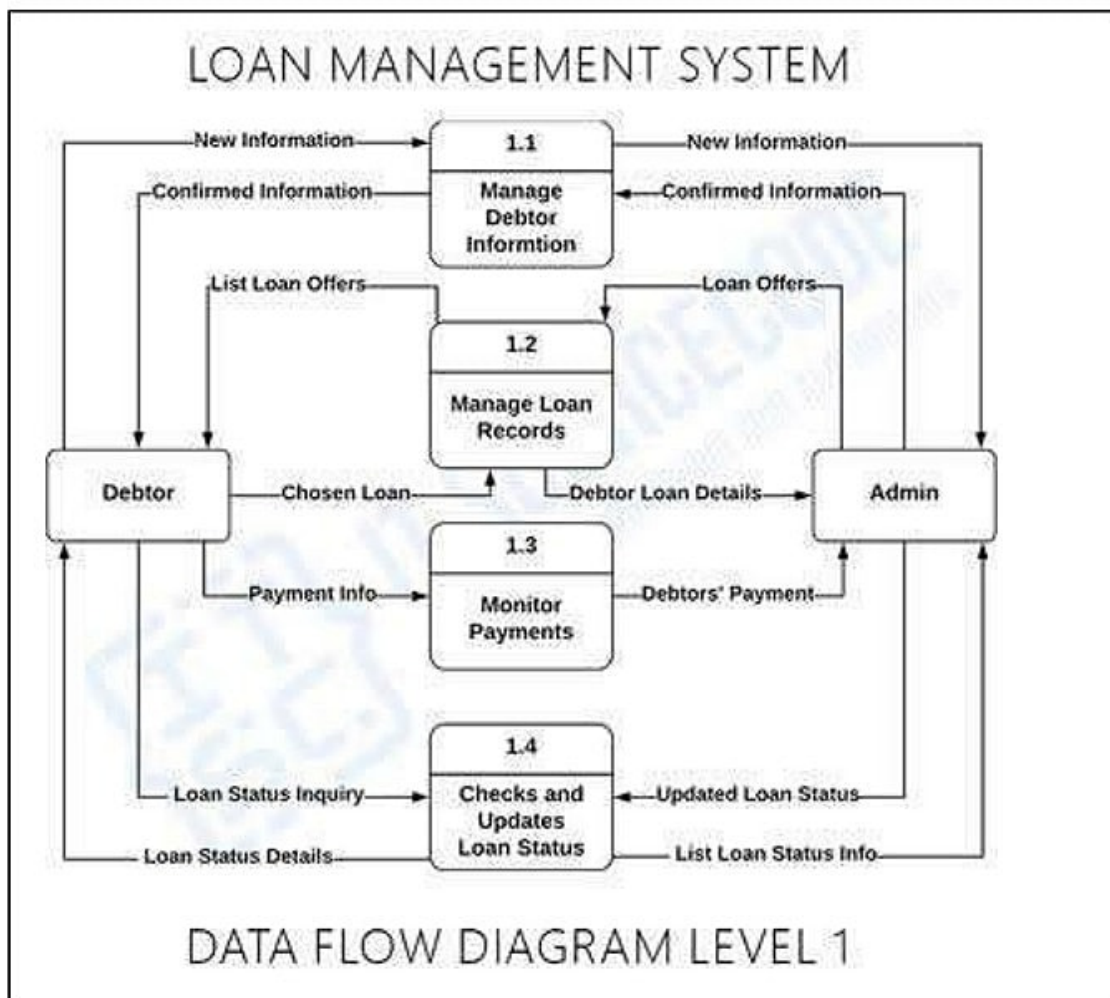 LOAN MANAGEMENT SYSTEM
New Information
1.1
New Information
Confirmed Information
Manage
Debtor
Informtion
Confirmed Information
List Loan Offers
Loan Offers
1.2
Manage Loan
Records
Debtor
Chosen Loan
Debtor Loan Details
Admin
1.3
Payment Info
Monitor
Payments
Debtors' Payment
1.4
Loan Status Inquiry
Checks and
Updates
Loan Status
Updated Loan Status
Loan Status Details
List Loan Status Info
DATA FLOW DIAGRAM LEVEL 1